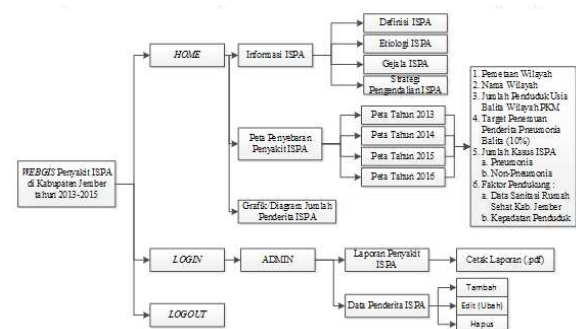 WEBGIS Penyakit ISPA
di Kabupaten Jember
tahun 2013-2015
HOME
Informasi ISPA
Definisi ISPA
Etiologi ISPA
Gejala ISPA
Strategi
Pengendalian ISPA
Peta Penyebaran
Penyakit ISPA
Peta Tahun 2013
Peta Tahun 2014
Peta Tahun 2015
Peta Tahun 2016
1. Pemetaan Wilayah
2. Nama Wilayah
3. Jumlah Penduduk Usia
Balita Wilayah PKM
4. Target Penemuan
Penderita Pneumonia
Balita (10%)
5. Jumlah Kasus ISPA
a. Pneumonia
b. Non-Pneumonia
6. Faktor Pendukung :
a. Data Sanitasi Rumah
Sehat Kab. Jember
b. Kepadatan Penduduk
Grafik/Diagram Jumlah
Penderita ISPA
LOGIN
ADMIN
Laporan Penyakit
ISPA
Cetak Laporan (.pdf)
Data Penderita ISPA
Tambah
Edit (Ubah)
Hapus
LOGOUT